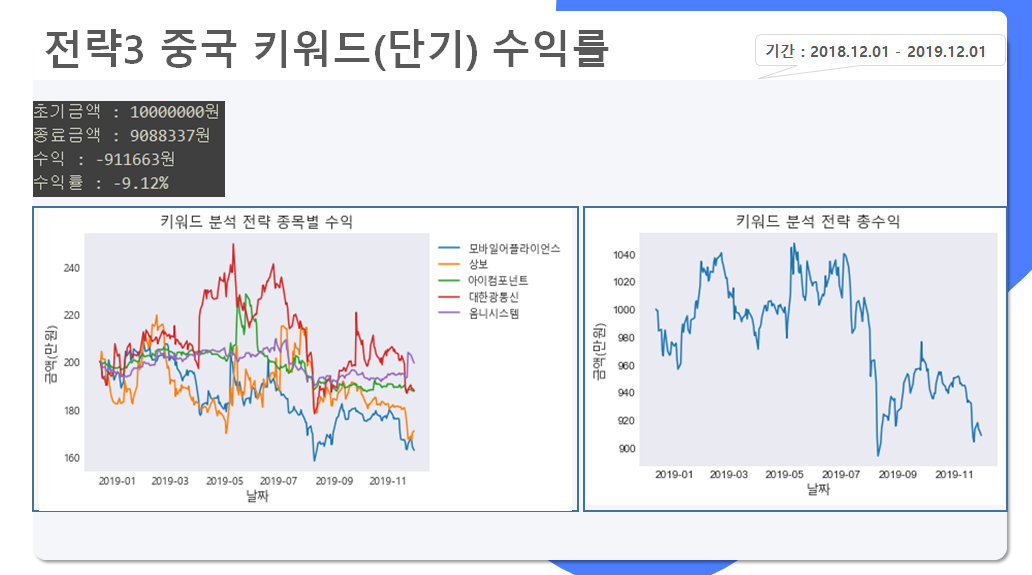 전략3 중국 키워드(단기) 수익률
기간 : 2018.12.01 - 2019.12.01
초기금액 : 10000000원
종료금액 : 9088337원
수익 : -911663원
수익률 : -9.12%
키워드 분석 전략 종목별 수익
240
220
200
180
160
금액(만원)
2019-01 2019-03 2019-05 2019-07 2019-09 2019-11
날짜
모바일어플라이언스
상보
아이컴포넌트
대한광통신
옴니시스템
키워드 분석 전략 총수익
1040
1020
1000
980
960
940
920
900
금액(만원)
2019-01 2019-03 2019-05 2019-07 2019-09 2019-11
날짜